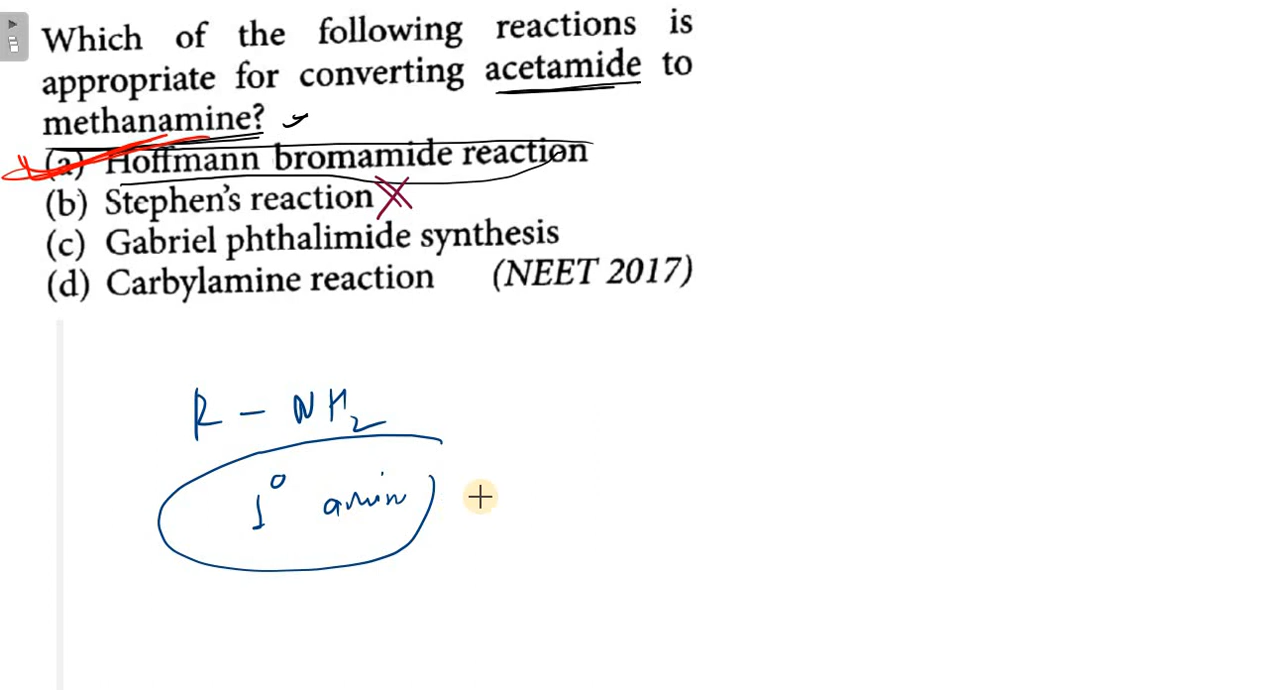 Which of the following reactions is
appropriate for converting acetamide to
methanamine?
(a) Hoffmann bromamide reaction
(b) Stephen's reaction
(c) Gabriel phthalimide synthesis
(d) Carbylamine reaction (NEET 2017)
R - NH2
1° amin